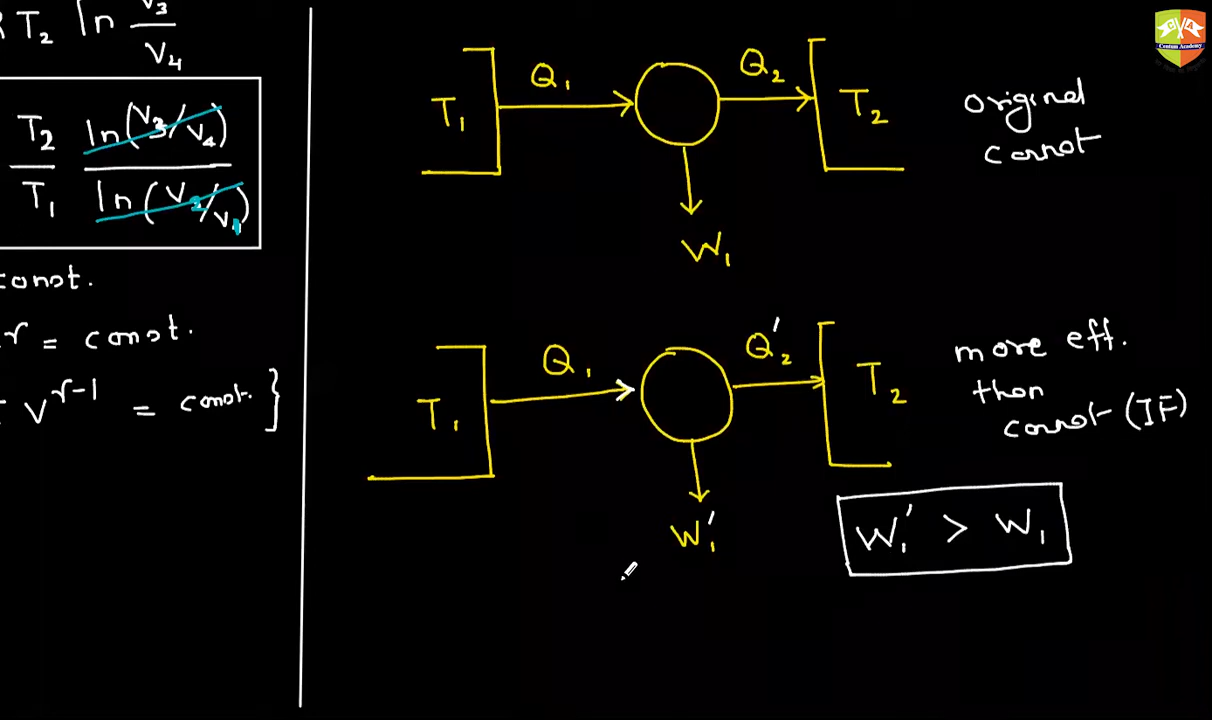 T₂ ln V₃/V₄
T₂/T₁ ln(V₃/V₄)/ln(V₂/V₁)
const.
γ = const.
V^γ-1 = const. }
T₁ Q₁ Q₂ T₂
W₁
original
carnot
T₁ Q₁ Q₂′ T₂
W₁′
more eff.
than
carnot (IF)
W₁′ > W₁
CVA
Centum Academy